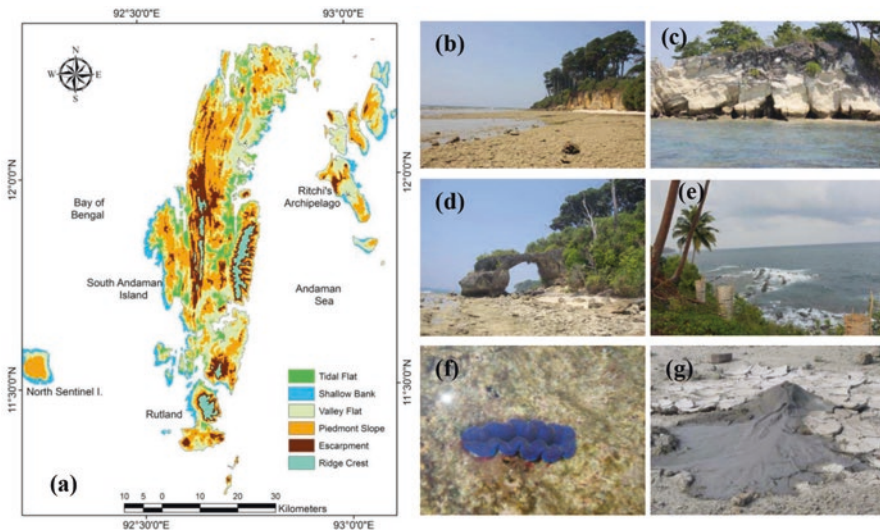 92°30'0"E
93°0'0"E
N
W
E
S
12°0'0"N
12°0'0"N
Bay of
Bengal
Ritchi's
Archipelago
South Andaman
Island
Andaman
Sea
11°30'0"N
11°30'0"N
North Sentinel I.
Rutland
Tidal Flat
Shallow Bank
Valley Flat
Piedmont Slope
Escarpment
Ridge Crest
(a)
10 5 0 10 20 30
Kilometers
92°30'0"E
93°0'0"E
(b)
(c)
(d)
(e)
(f)
(g)